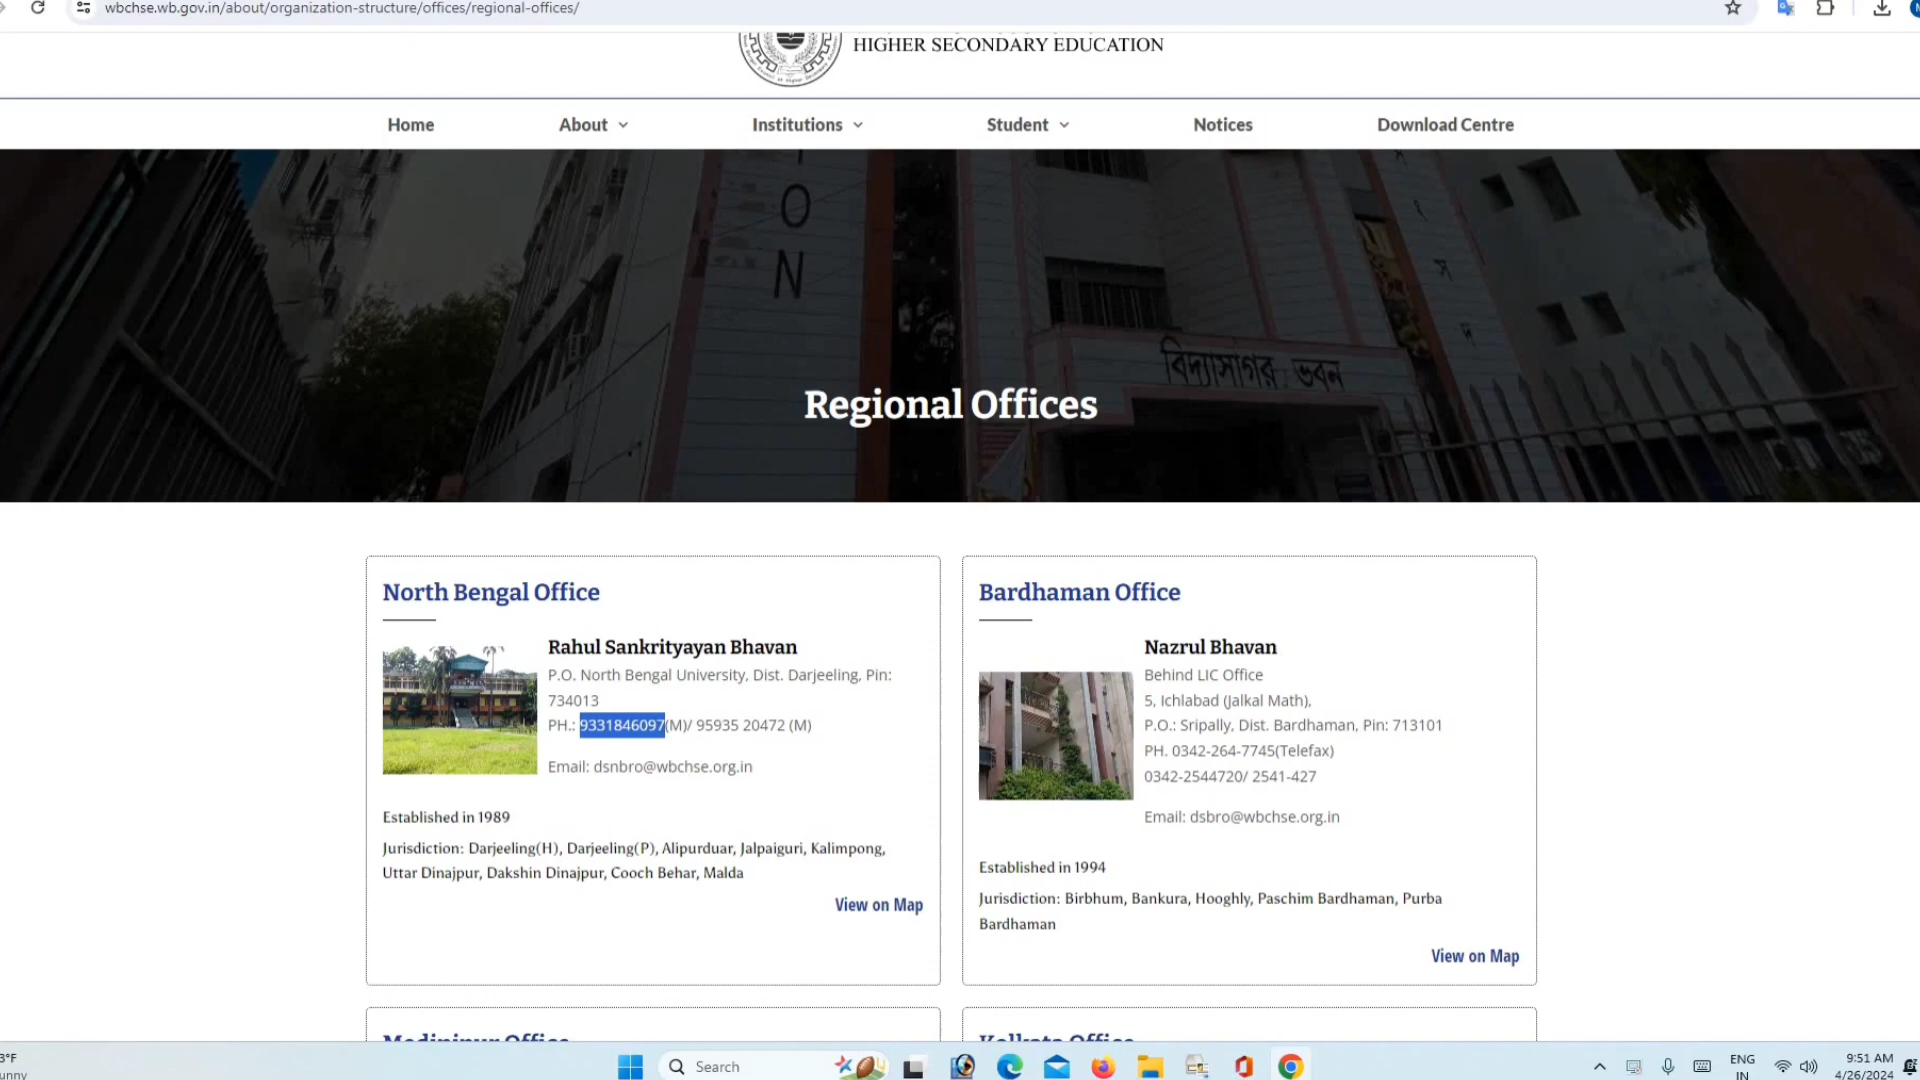 wbchse.wb.gov.in/about/organization-structure/offices/regional-offices/
HIGHER SECONDARY EDUCATION
Home About Institutions Student Notices Download Centre
I
O
N
বিদ্যাসাগর ভবন
Regional Offices
North Bengal Office
Rahul Sankrityayan Bhavan
P.O. North Bengal University, Dist. Darjeeling, Pin:
734013
PH.: 9331846097(M)/ 95935 20472 (M)
Email: dsnbro@wbchse.org.in
Established in 1989
Jurisdiction: Darjeeling(H), Darjeeling(P), Alipurduar, Jalpaiguri, Kalimpong,
Uttar Dinajpur, Dakshin Dinajpur, Cooch Behar, Malda
View on Map
Bardhaman Office
Nazrul Bhavan
Behind LIC Office
5, Ichlabad (Jalkal Math),
P.O.: Sripally, Dist. Bardhaman, Pin: 713101
PH. 0342-264-7745(Telefax)
0342-2544720/ 2541-427
Email: dsbro@wbchse.org.in
Established in 1994
Jurisdiction: Birbhum, Bankura, Hooghly, Paschim Bardhaman, Purba
Bardhaman
View on Map
Medinipur Office
Kolkata Office
3°F
unny
Search
ENG
IN
9:51 AM
4/26/2024